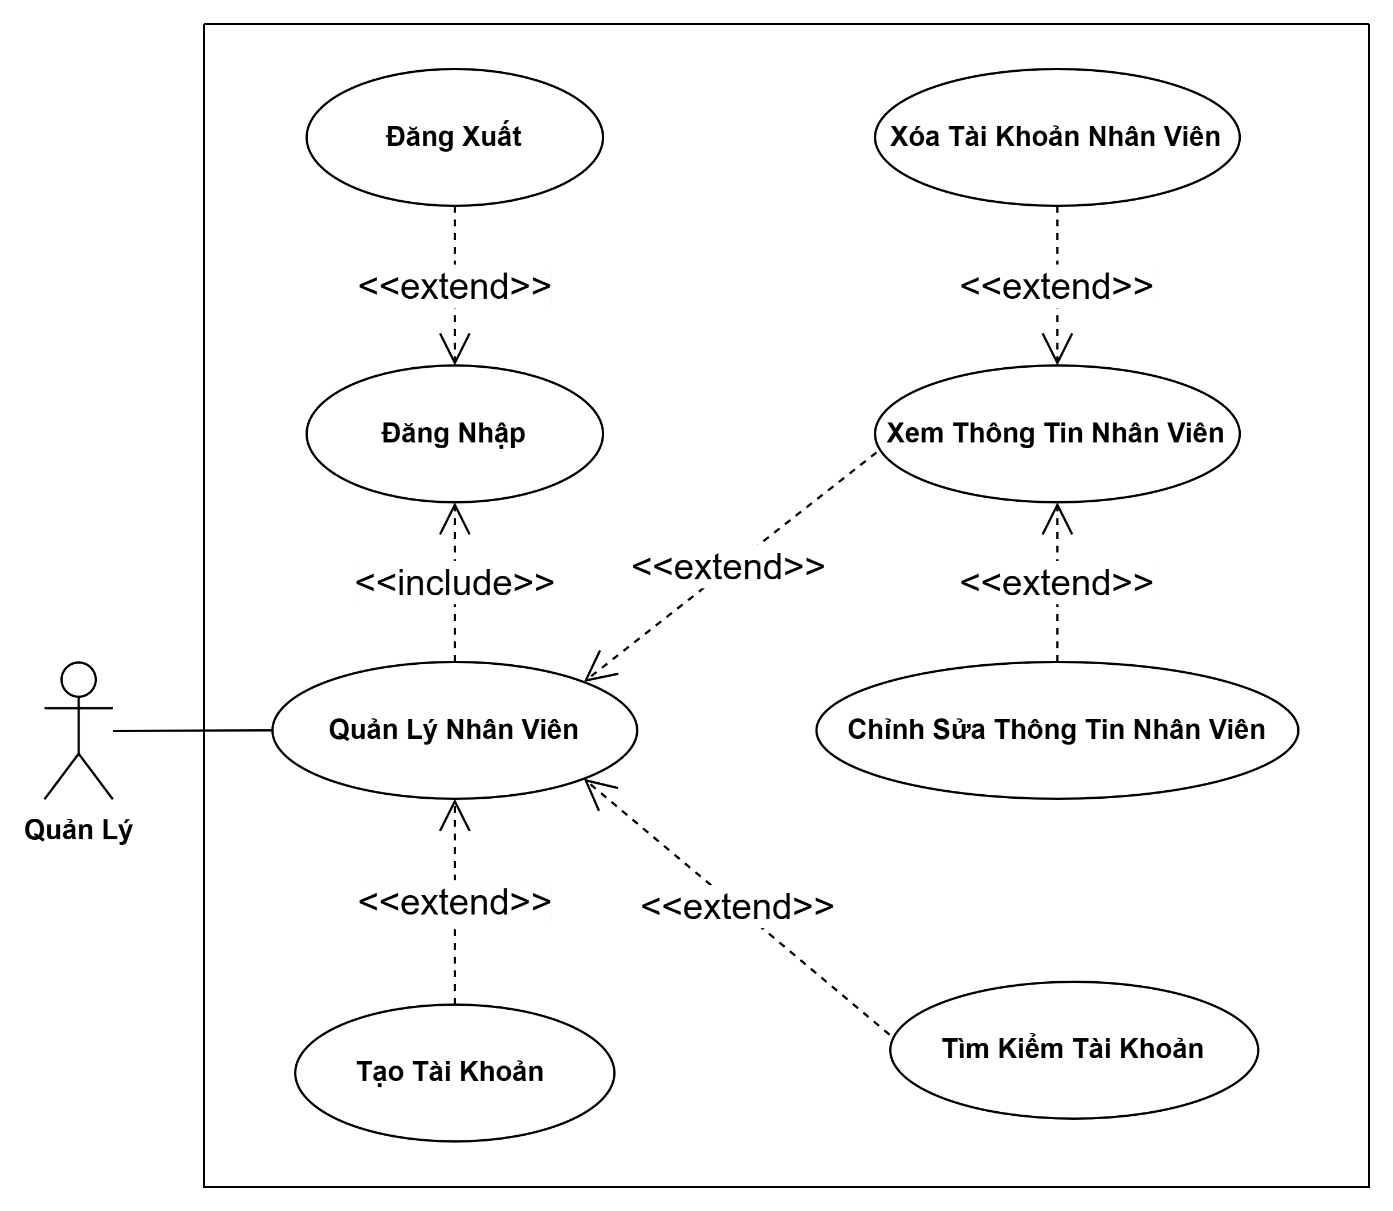 Đăng Xuất
Xóa Tài Khoản Nhân Viên
<<extend>>
<<extend>>
Đăng Nhập
Xem Thông Tin Nhân Viên
<<extend>>
<<include>>
<<extend>>
Quản Lý Nhân Viên
Chỉnh Sửa Thông Tin Nhân Viên
Quản Lý
<<extend>>
<<extend>>
Tạo Tài Khoản
Tìm Kiểm Tài Khoản